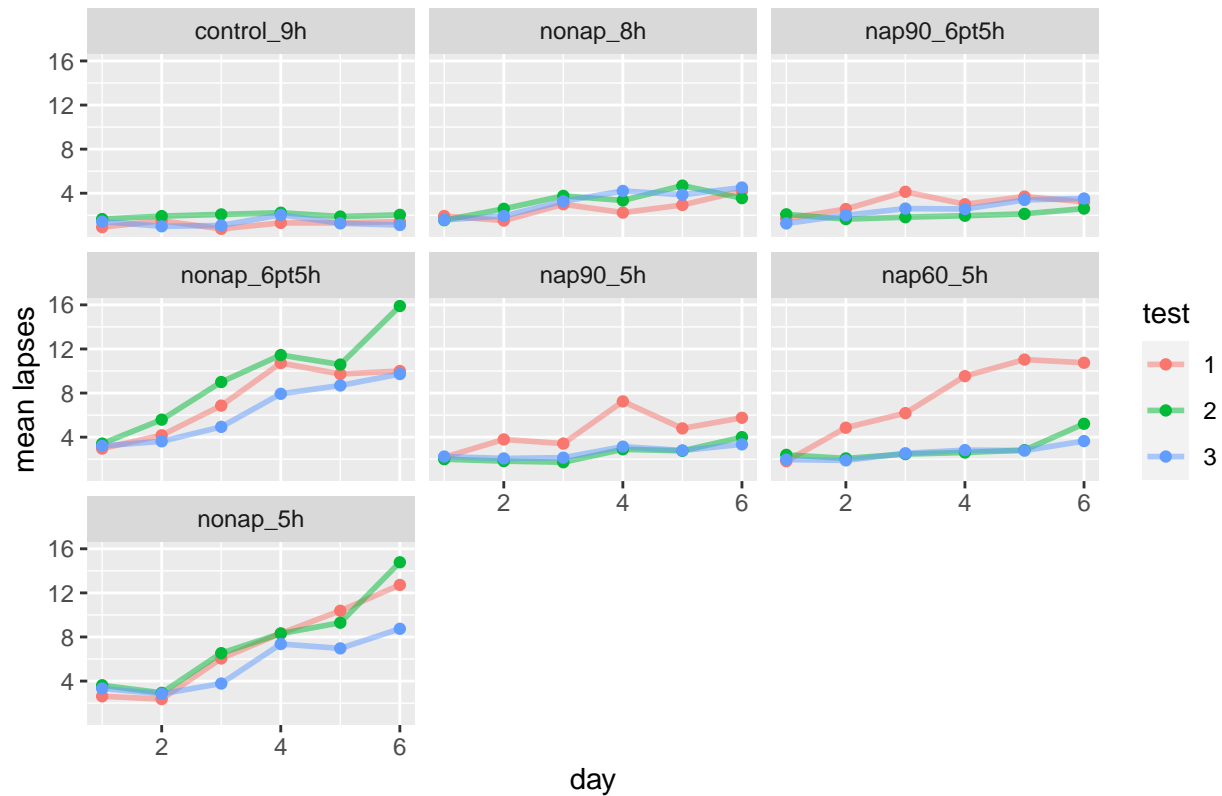 control_9h nonap_8h nap90_6pt5h
16
12
8
4
nonap_6pt5h nap90_5h nap60_5h
16
12
8
4
2 4 6 2 4 6
nonap_5h
16
12
8
4
2 4 6
mean lapses
day
test
1
2
3